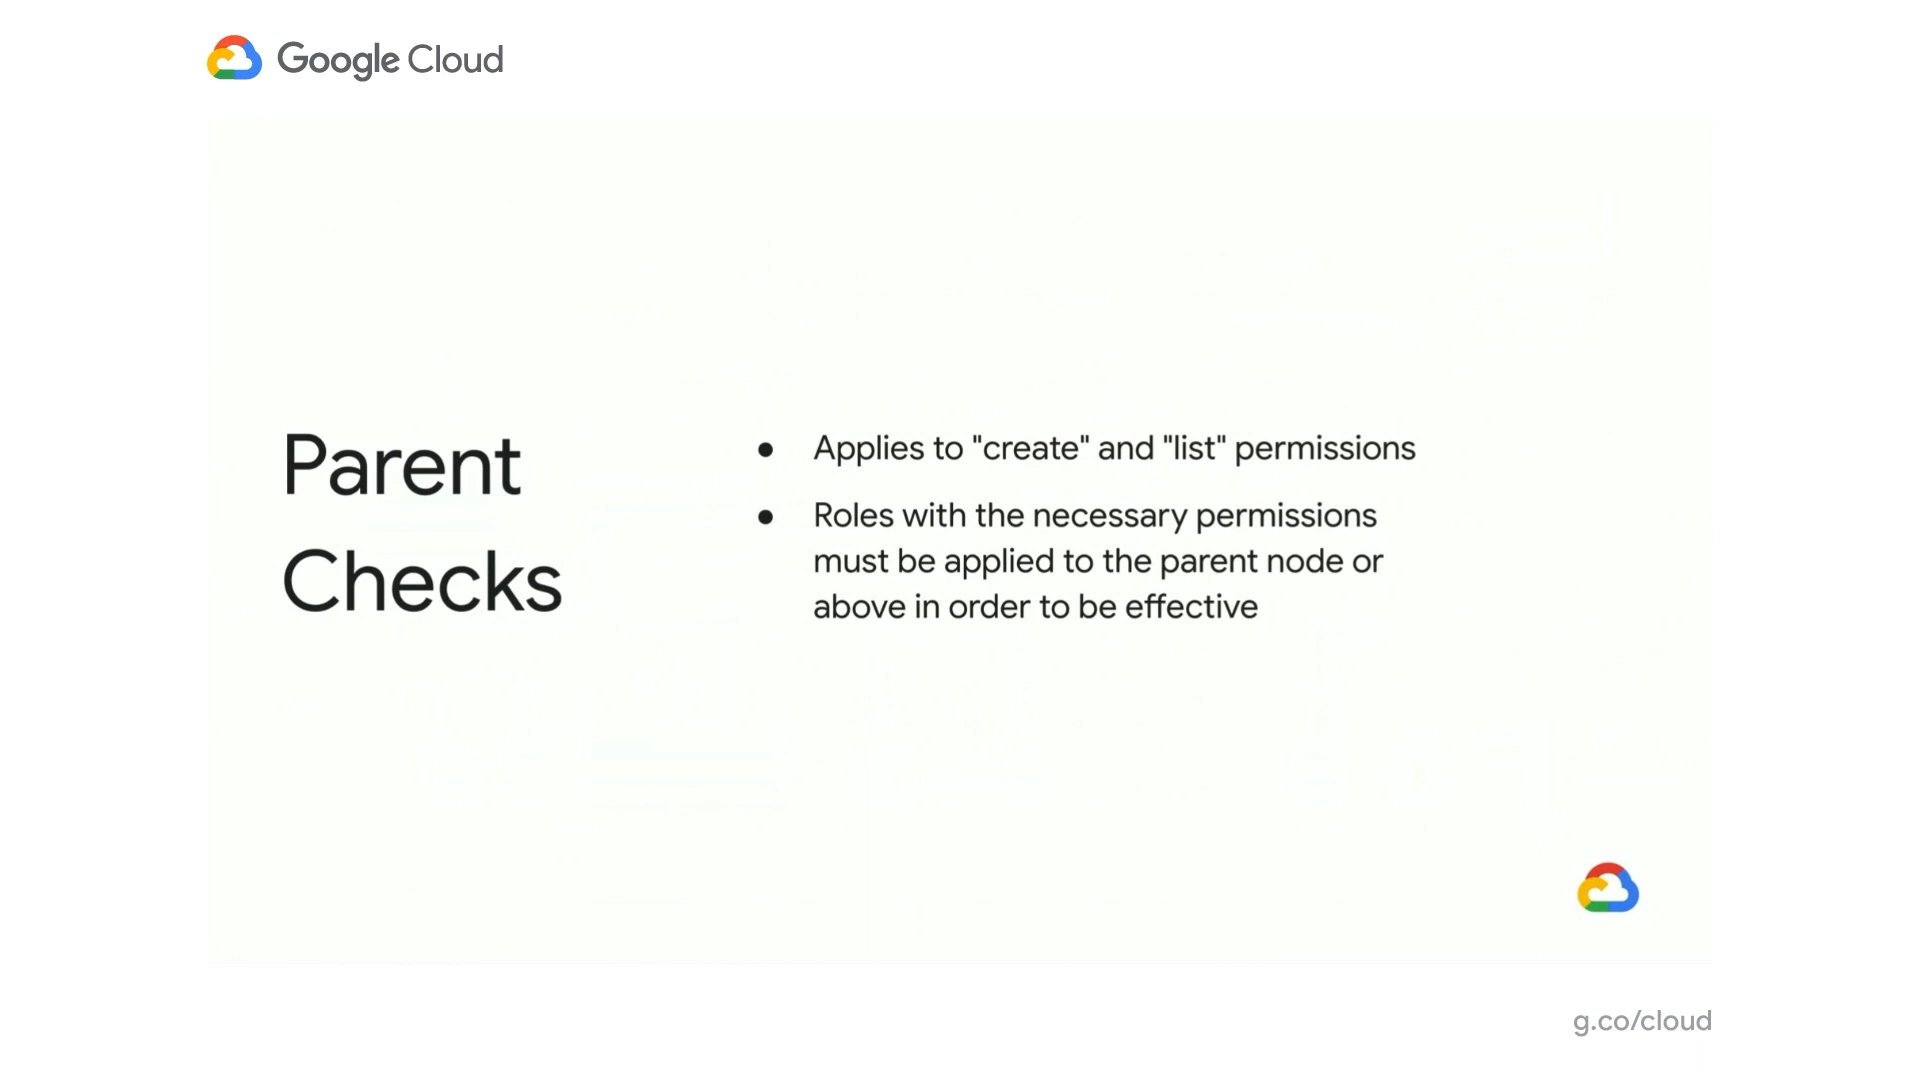 Google Cloud
Parent
Checks
● Applies to "create" and "list" permissions
● Roles with the necessary permissions
must be applied to the parent node or
above in order to be effective
g.co/cloud